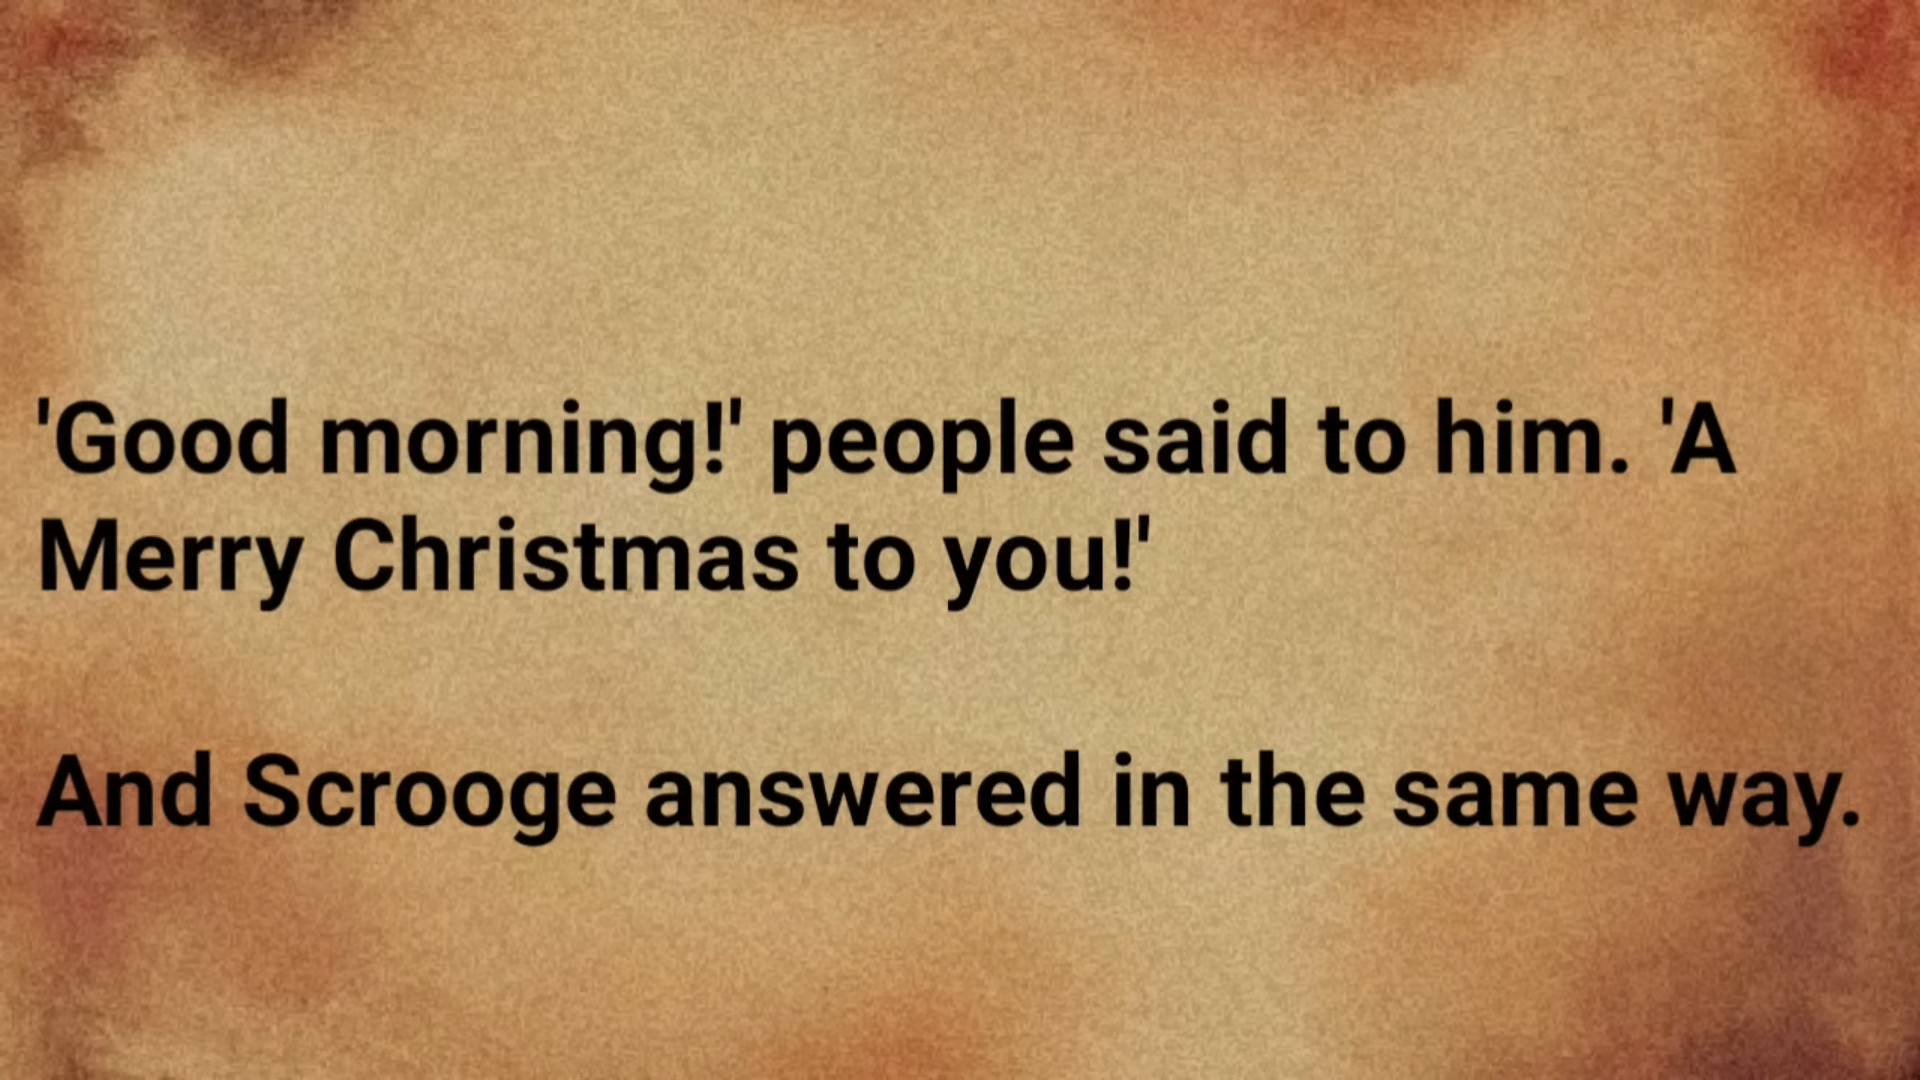 'Good morning!' people said to him. 'A
Merry Christmas to you!'
And Scrooge answered in the same way.